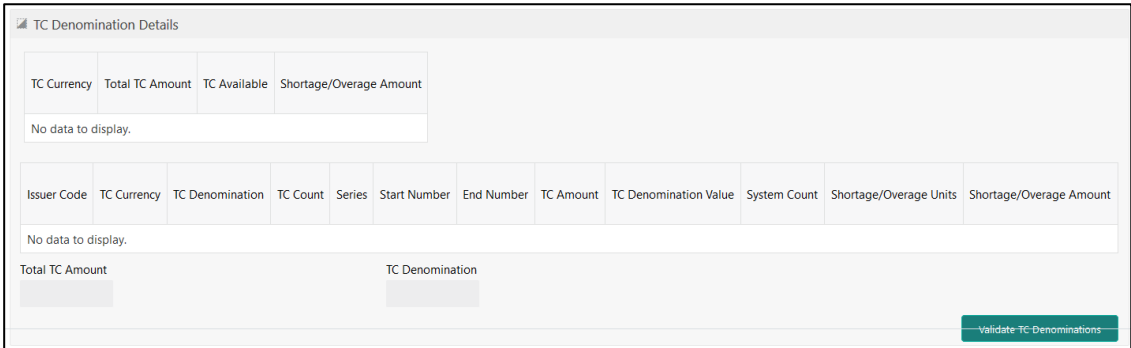 TC Denomination Details
TC Currency Total TC Amount TC Available Shortage/Overage Amount
No data to display.
Issuer Code TC Currency TC Denomination TC Count Series Start Number End Number TC Amount TC Denomination Value System Count Shortage/Overage Units Shortage/Overage Amount
No data to display.
Total TC Amount TC Denomination
Validate TC Denominations